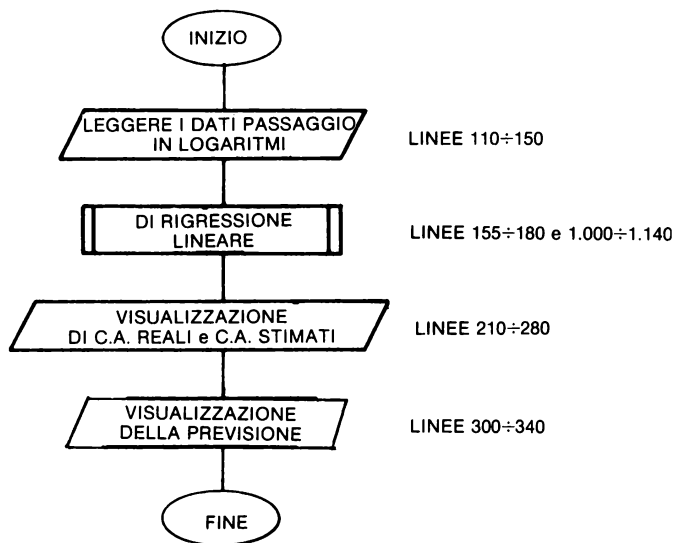 INIZIO
LEGGERE I DATI PASSAGGIO
IN LOGARITMI
LINEE 110÷150
DI RIGRESSIONE
LINEARE
LINEE 155÷180 e 1.000÷1.140
VISUALIZZAZIONE
DI C.A. REALI e C.A. STIMATI
LINEE 210÷280
VISUALIZZAZIONE
DELLA PREVISIONE
LINEE 300÷340
FINE